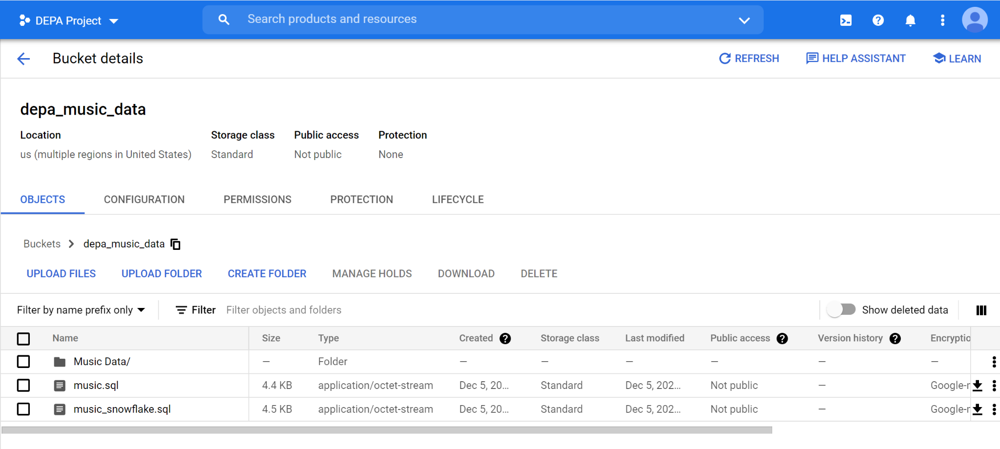 DEPA Project
Search products and resources
Bucket details
REFRESH
HELP ASSISTANT
LEARN
depa_music_data
Location Storage class Public access Protection
us (multiple regions in United States) Standard Not public None
OBJECTS CONFIGURATION PERMISSIONS PROTECTION LIFECYCLE
Buckets > depa_music_data
UPLOAD FILES UPLOAD FOLDER CREATE FOLDER MANAGE HOLDS DOWNLOAD DELETE
Filter by name prefix only Filter Filter objects and folders Show deleted data
Name Size Type Created Storage class Last modified Public access Version history Encryptio
Music Data/ — Folder — — — — — —
music.sql 4.4 KB application/octet-stream Dec 5, 20... Standard Dec 5, 202... Not public — Google-r
music_snowflake.sql 4.5 KB application/octet-stream Dec 5, 20... Standard Dec 5, 202... Not public — Google-r